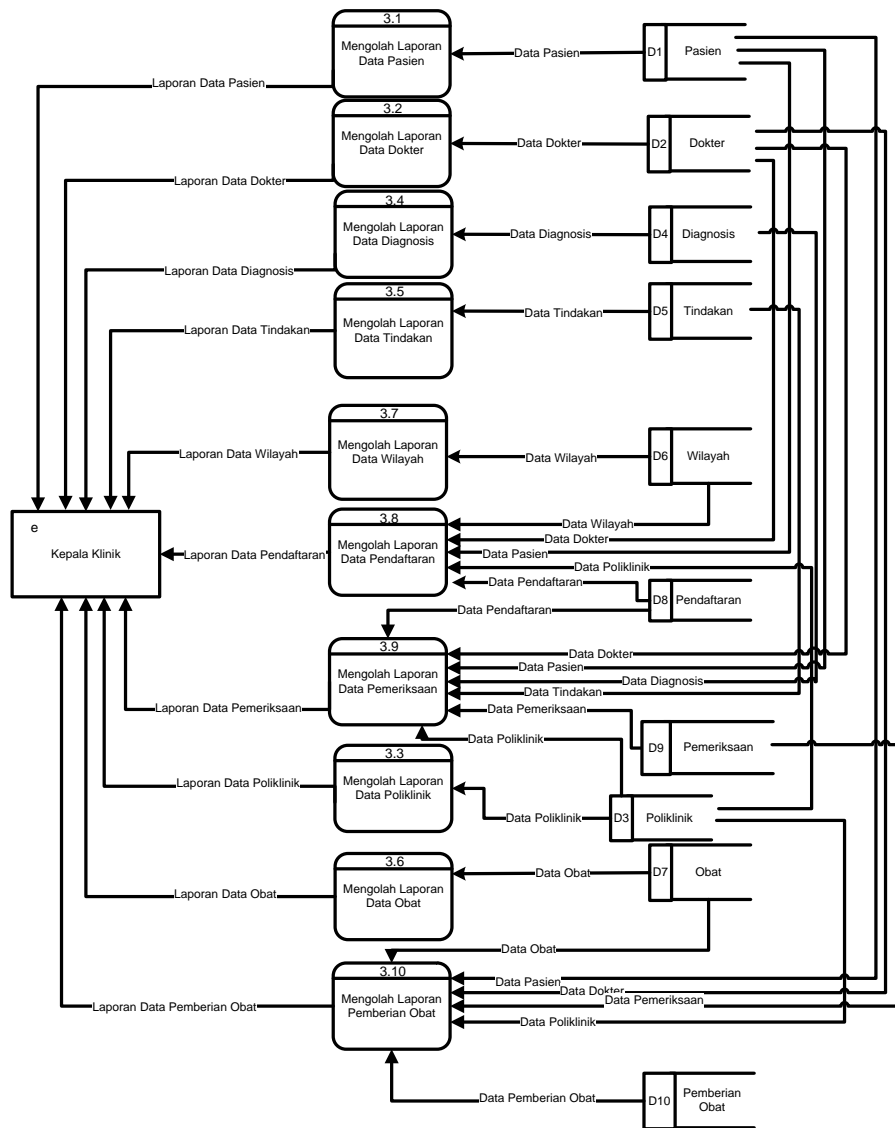 3.1
Mengolah Laporan
Data Pasien
Data Pasien
D1
Pasien
Laporan Data Pasien
3.2
Mengolah Laporan
Data Dokter
Data Dokter
D2
Dokter
Laporan Data Dokter
3.4
Mengolah Laporan
Data Diagnosis
Data Diagnosis
D4
Diagnosis
Laporan Data Diagnosis
3.5
Mengolah Laporan
Data Tindakan
Data Tindakan
D5
Tindakan
Laporan Data Tindakan
3.7
Mengolah Laporan
Data Wilayah
Data Wilayah
D6
Wilayah
Laporan Data Wilayah
e
Kepala Klinik
3.8
Mengolah Laporan
Data Pendaftaran
Laporan Data Pendaftaran
Data Wilayah
Data Dokter
Data Pasien
Data Poliklinik
Data Pendaftaran
D8
Pendaftaran
Data Pendaftaran
3.9
Mengolah Laporan
Data Pemeriksaan
Laporan Data Pemeriksaan
Data Dokter
Data Pasien
Data Diagnosis
Data Tindakan
Data Pemeriksaan
D9
Pemeriksaan
Data Poliklinik
3.3
Mengolah Laporan
Data Poliklinik
Laporan Data Poliklinik
Data Poliklinik
D3
Poliklinik
3.6
Mengolah Laporan
Data Obat
Laporan Data Obat
Data Obat
D7
Obat
Data Obat
3.10
Mengolah Laporan
Pemberian Obat
Laporan Data Pemberian Obat
Data Pasien
Data Dokter
Data Pemeriksaan
Data Poliklinik
Data Pemberian Obat
D10
Pemberian
Obat